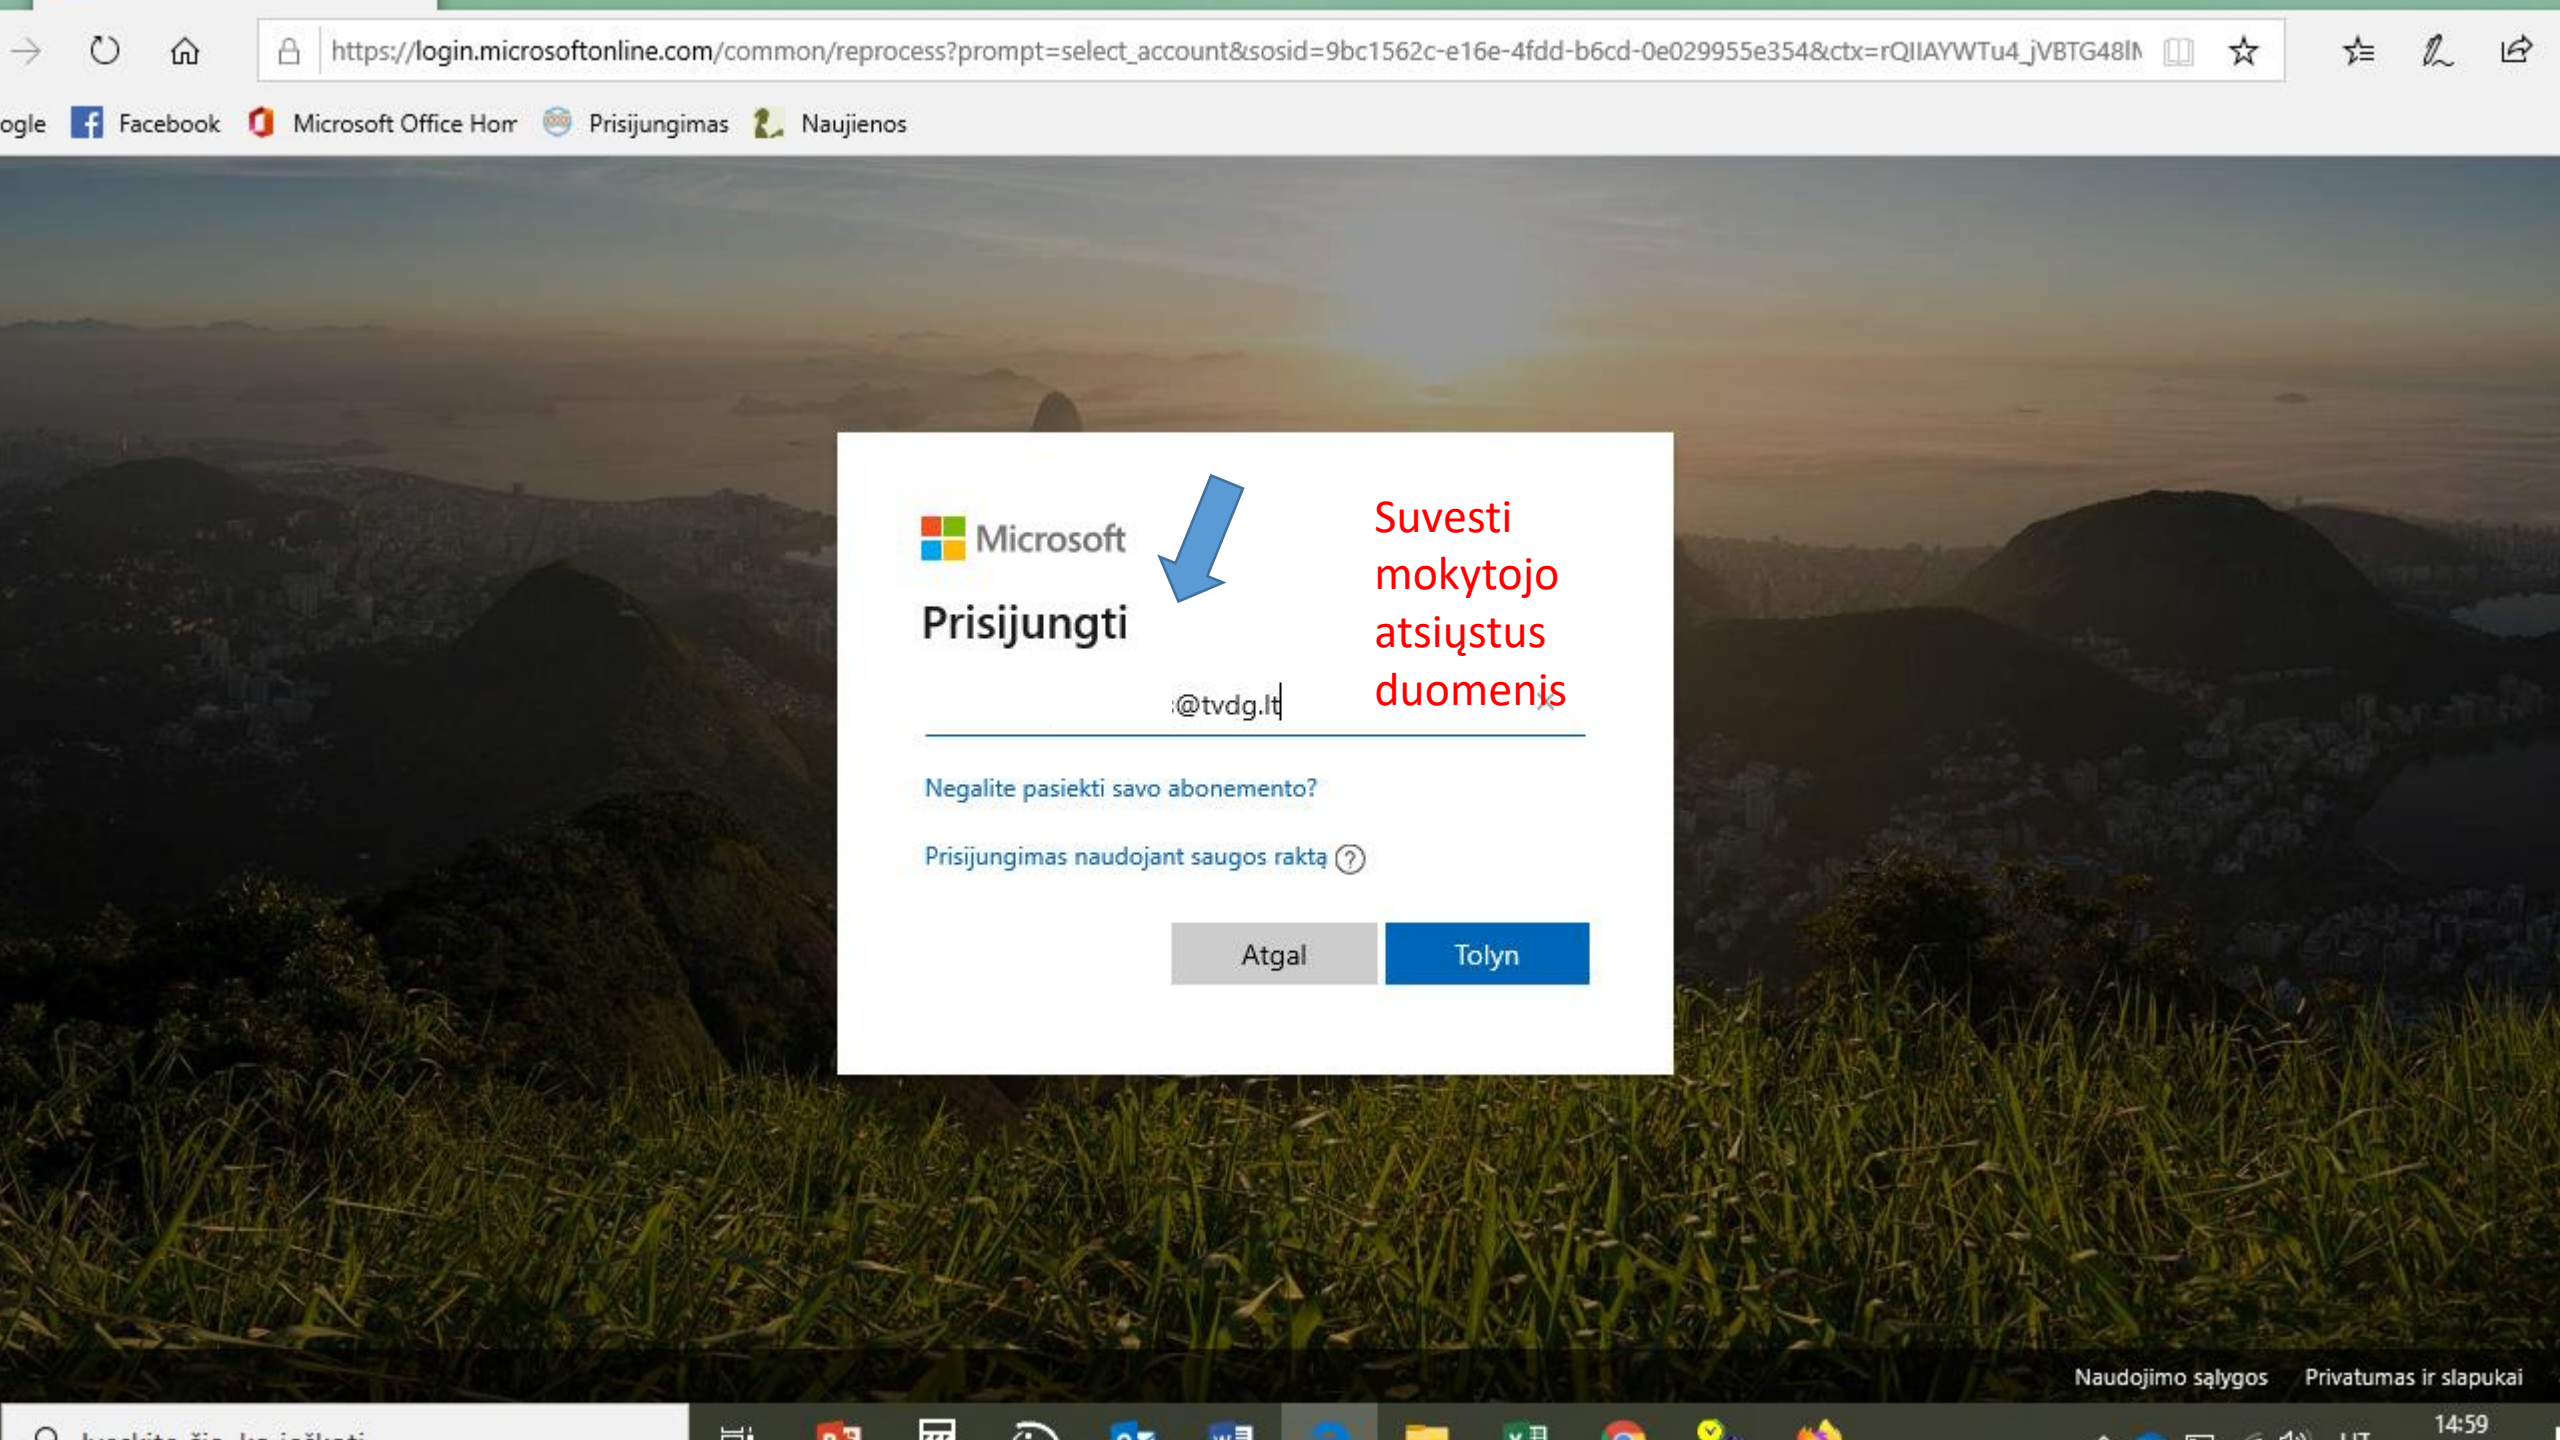 https://login.microsoftonline.com/common/reprocess?prompt=select_account&sosid=9bc1562c-e16e-4fdd-b6cd-0e029955e354&ctx=rQIIAYWTu4_jVBTG48lN
ogle Facebook Microsoft Office Hom Prisijungimas Naujienos
Microsoft
Prisijungti
@tvdg.lt
Suvesti
mokytojo
atsiųstus
duomenis
Negalite pasiekti savo abonemento?
Prisijungimas naudojant saugos raktą
Atgal Tolyn
Naudojimo sąlygos Privatumas ir slapukai
14:59